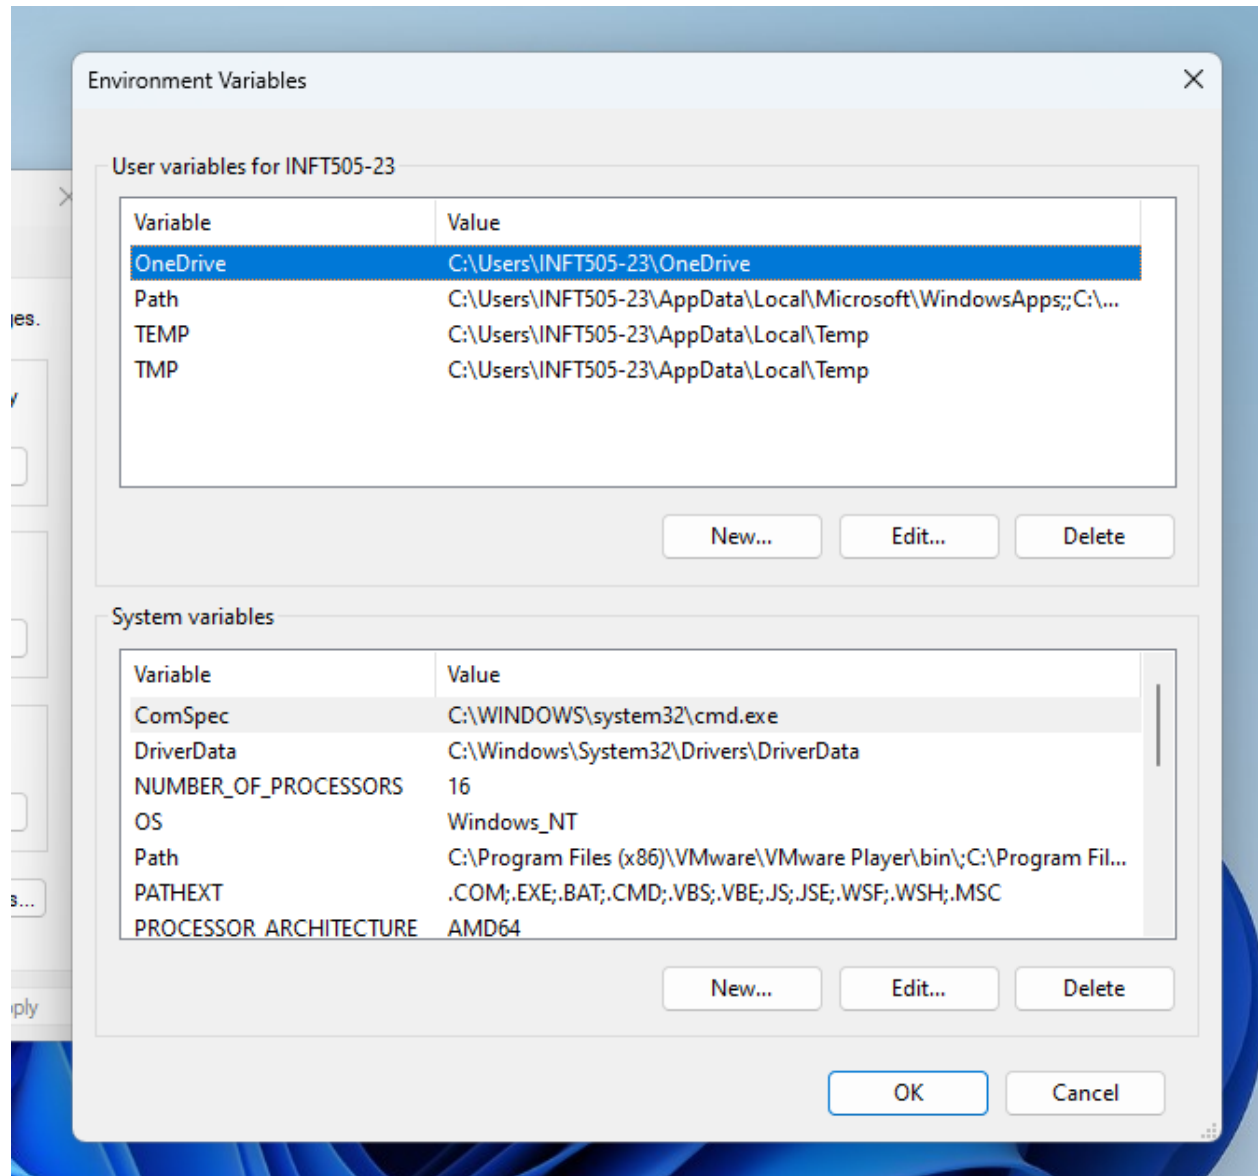 Environment Variables
User variables for INFT505-23
Variable Value
OneDrive C:\Users\INFT505-23\OneDrive
Path C:\Users\INFT505-23\AppData\Local\Microsoft\WindowsApps;;C:\...
TEMP C:\Users\INFT505-23\AppData\Local\Temp
TMP C:\Users\INFT505-23\AppData\Local\Temp
New... Edit... Delete
System variables
Variable Value
ComSpec C:\WINDOWS\system32\cmd.exe
DriverData C:\Windows\System32\Drivers\DriverData
NUMBER_OF_PROCESSORS 16
OS Windows_NT
Path C:\Program Files (x86)\VMware\VMware Player\bin\;C:\Program Fil...
PATHEXT .COM;.EXE;.BAT;.CMD;.VBS;.VBE;.JS;.JSE;.WSF;.WSH;.MSC
PROCESSOR_ARCHITECTURE AMD64
New... Edit... Delete
OK Cancel